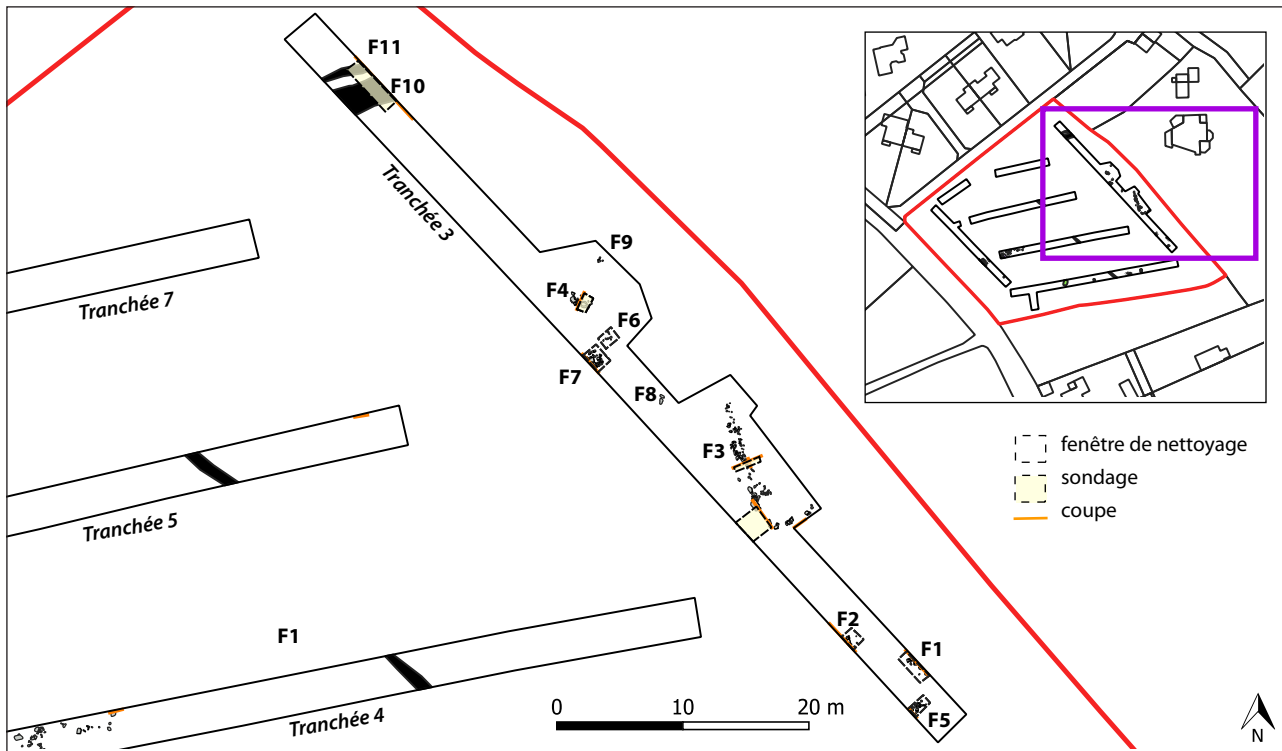 F11
F10
Tranchée 3
F9
F4
F6
F7
F8
F3
Tranchée 7
Tranchée 5
F2
F1
F5
F1
Tranchée 4
fenêtre de nettoyage
sondage
coupe
0 10 20 m
N